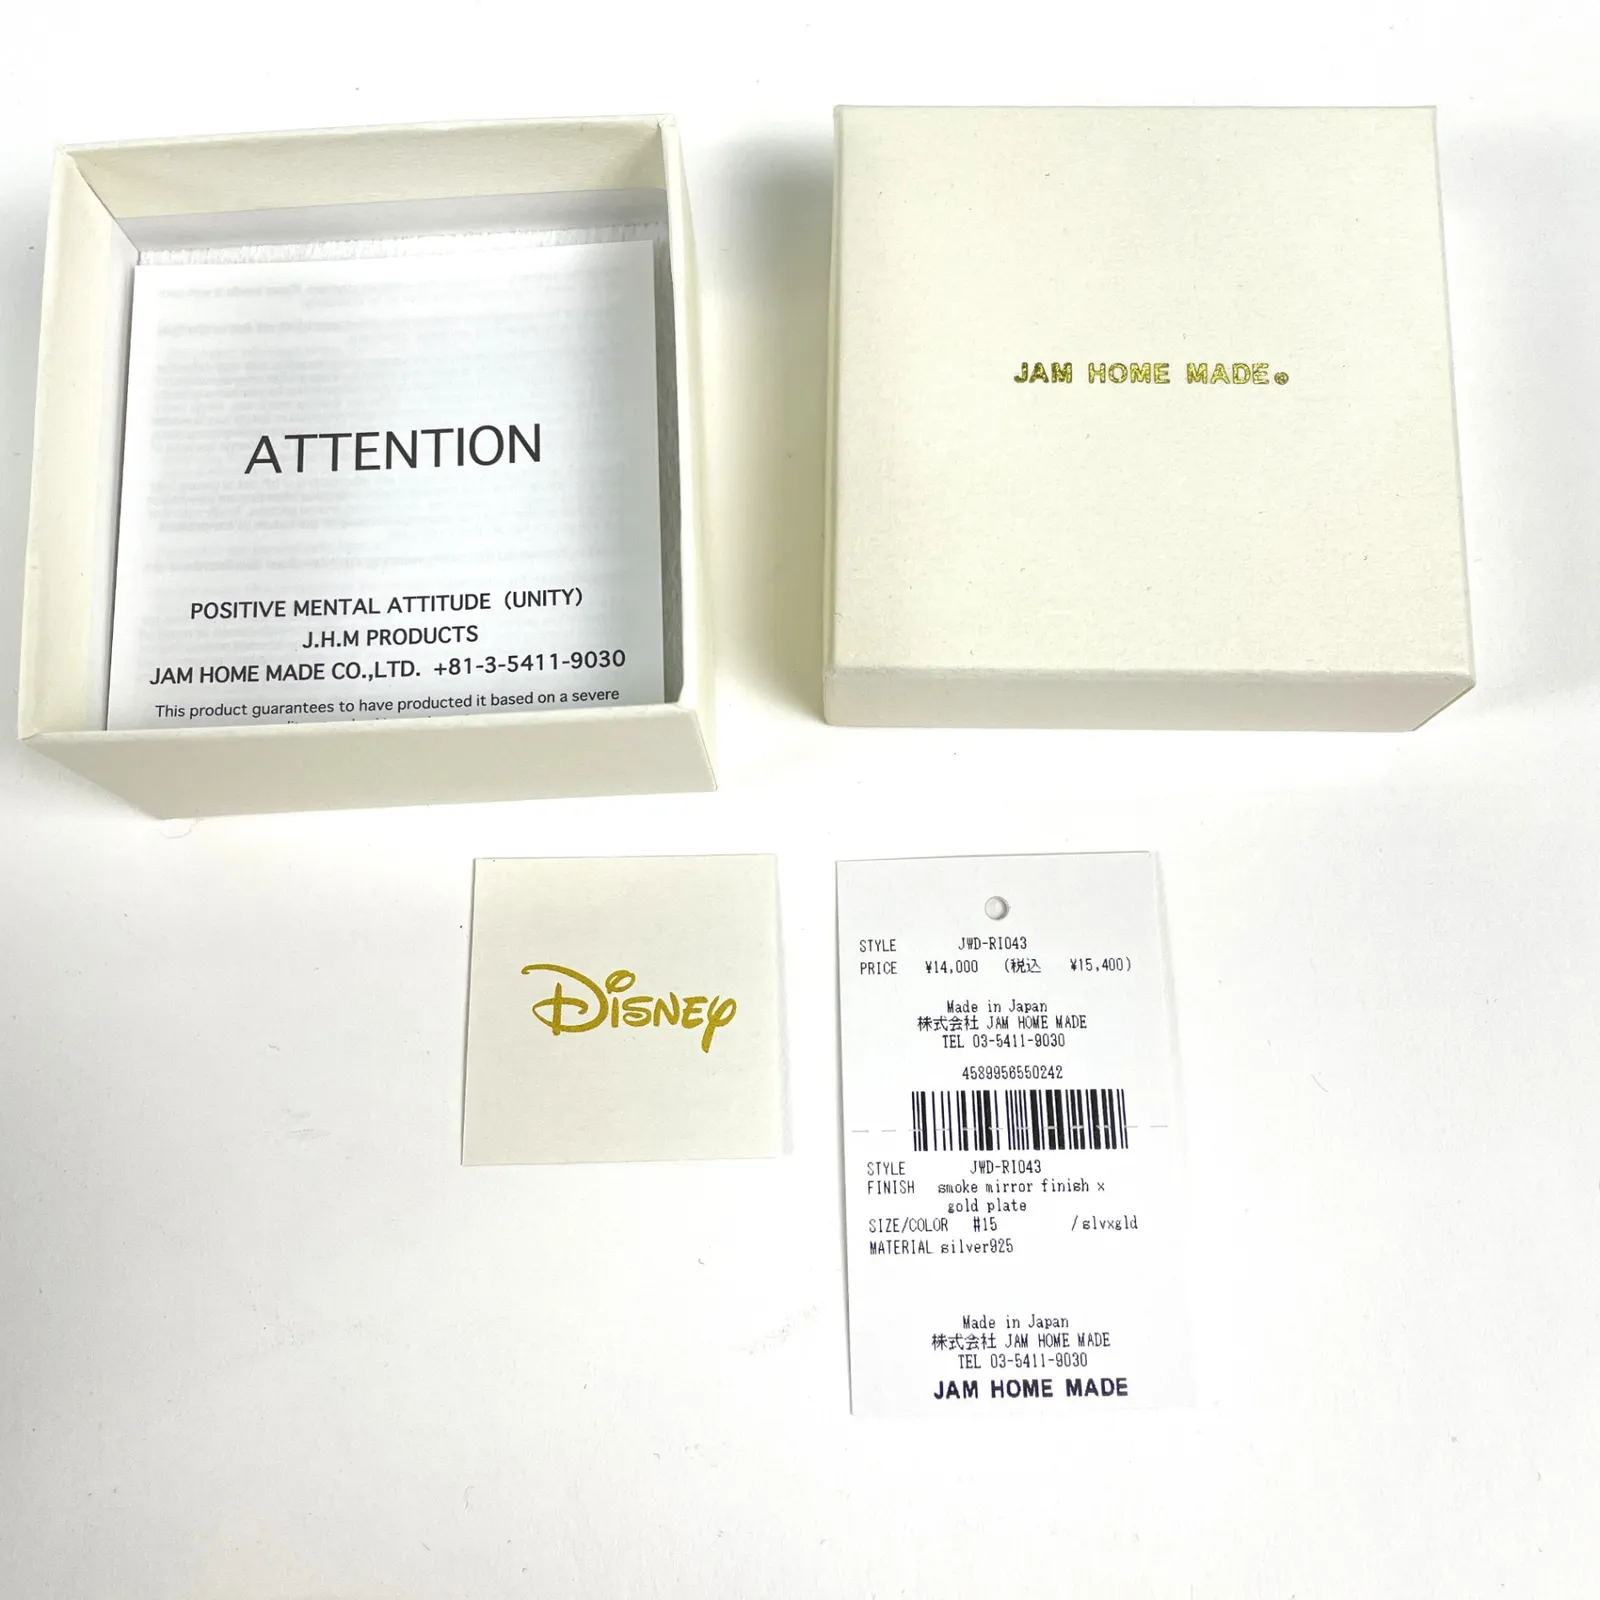 ATTENTION
POSITIVE MENTAL ATTITUDE (UNITY)
J.H.M PRODUCTS
JAM HOME MADE CO.,LTD. +81-3-5411-9030
This product guarantees to have producted it based on a severe
JAM HOME MADE®
Disney
STYLE JWD-RI043
PRICE ¥14,000 (税込 ¥15,400)
Made in Japan
株式会社 JAM HOME MADE
TEL 03-5411-9030
4589956550242
STYLE JWD-RI043
FINISH smoke mirror finish x
gold plate
SIZE/COLOR #15 /slvxgld
MATERIAL silver925
Made in Japan
株式会社 JAM HOME MADE
TEL 03-5411-9030
JAM HOME MADE